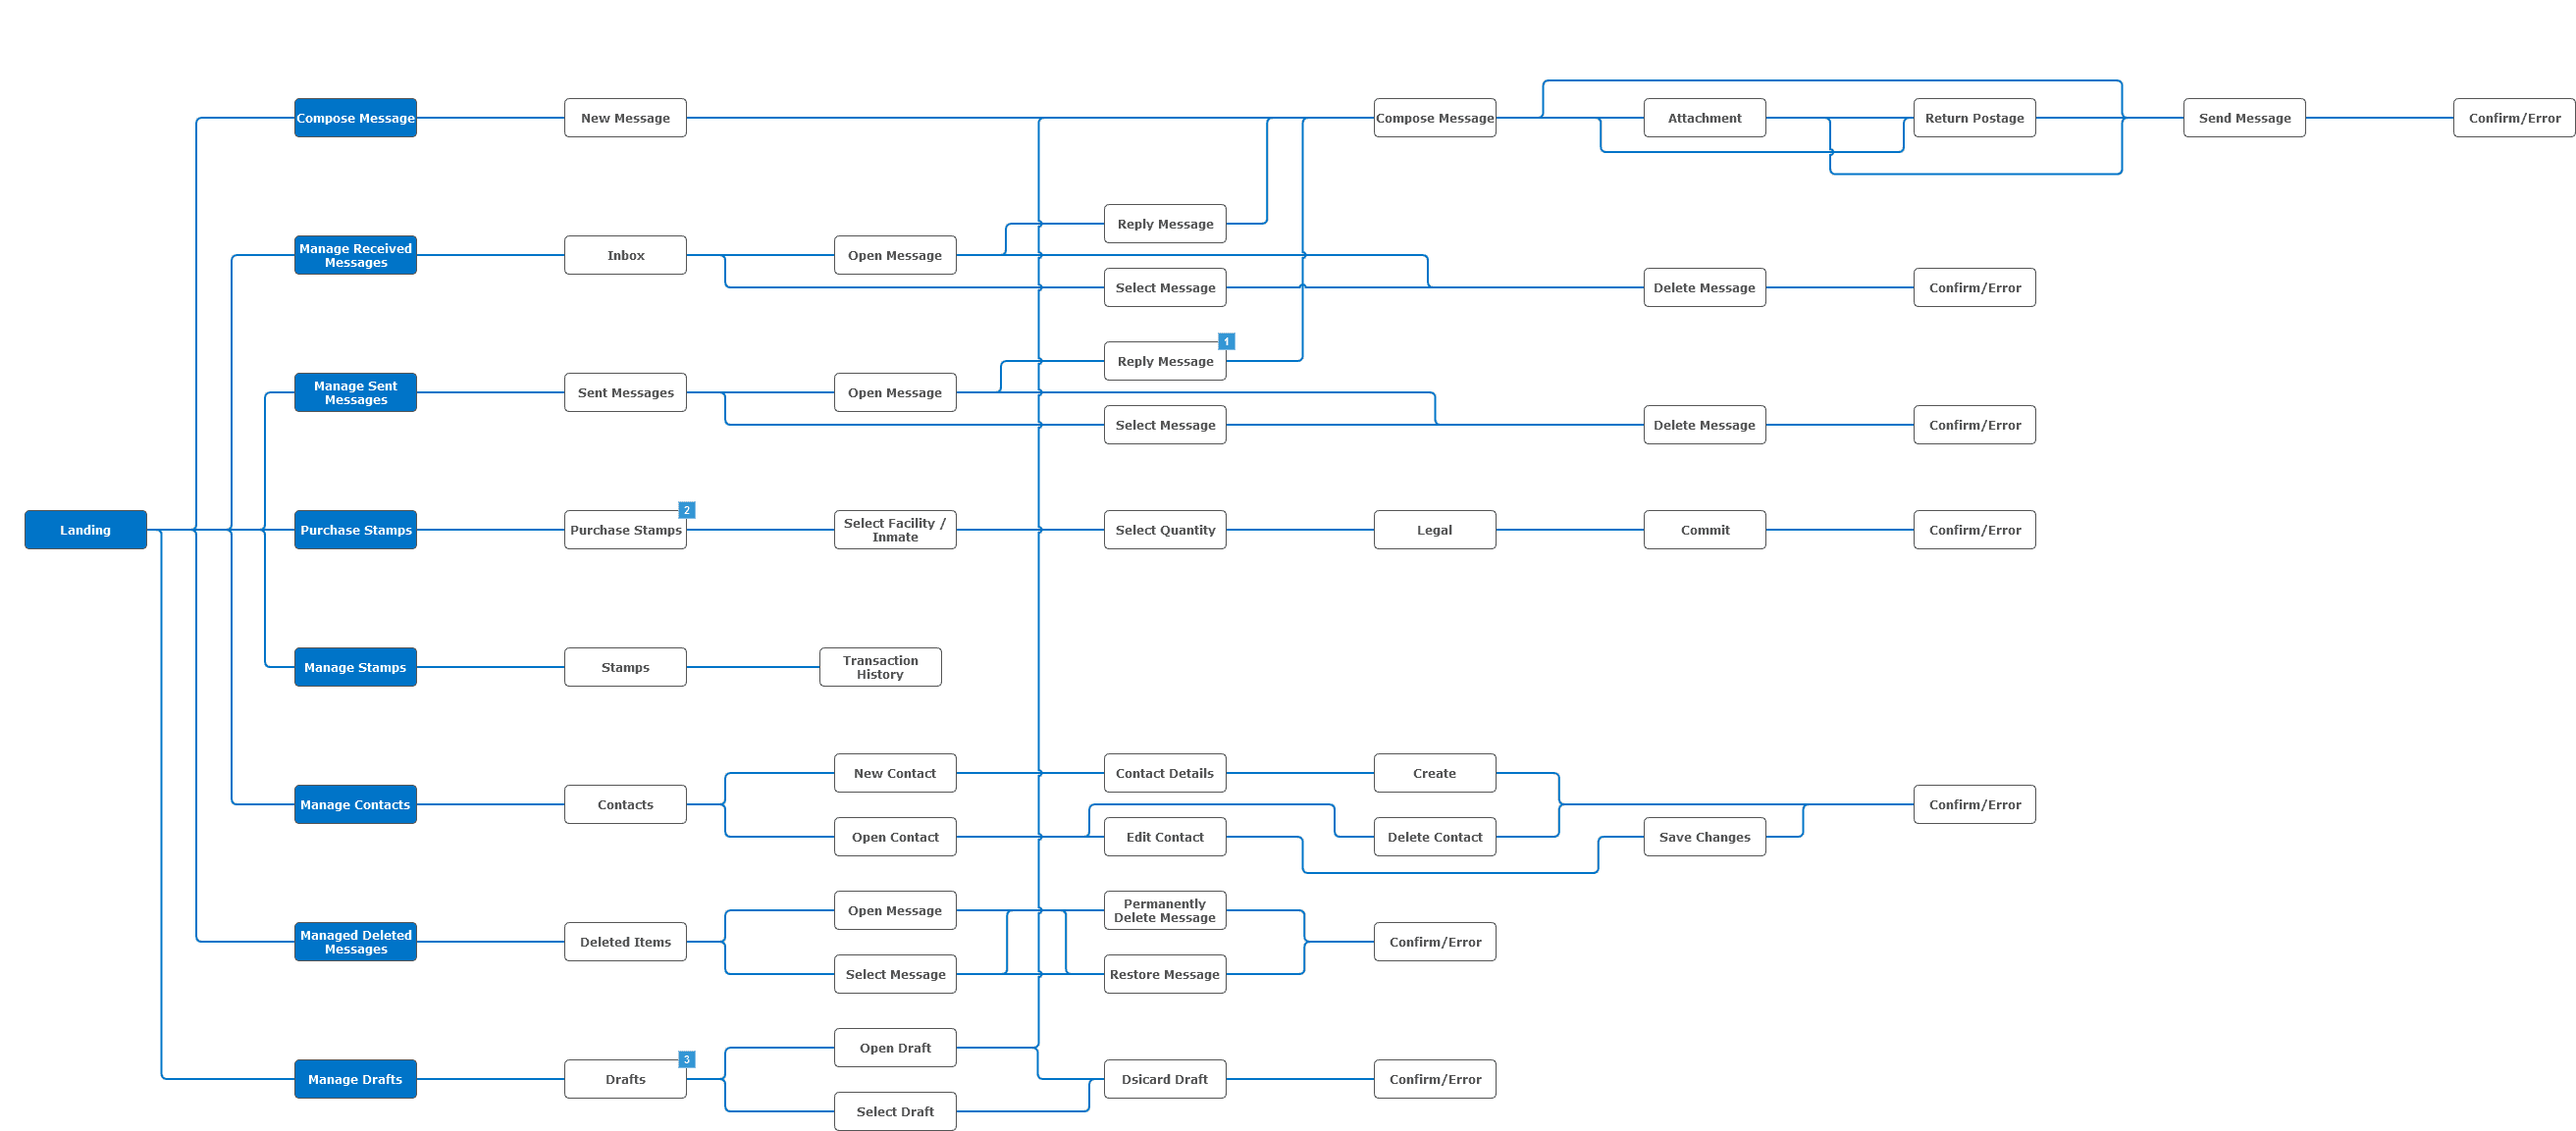 Compose Message
New Message
Compose Message
Attachment
Return Postage
Send Message
Confirm/Error
Reply Message
Manage Received
Messages
Inbox
Open Message
Select Message
Delete Message
Confirm/Error
1
Reply Message
Manage Sent
Messages
Sent Messages
Open Message
Select Message
Delete Message
Confirm/Error
Landing
Purchase Stamps
2
Purchase Stamps
Select Facility /
Inmate
Select Quantity
Legal
Commit
Confirm/Error
Manage Stamps
Stamps
Transaction
History
New Contact
Contact Details
Create
Manage Contacts
Contacts
Confirm/Error
Open Contact
Edit Contact
Delete Contact
Save Changes
Open Message
Permanently
Delete Message
Managed Deleted
Messages
Deleted Items
Confirm/Error
Select Message
Restore Message
Open Draft
Manage Drafts
3
Drafts
Dsicard Draft
Confirm/Error
Select Draft